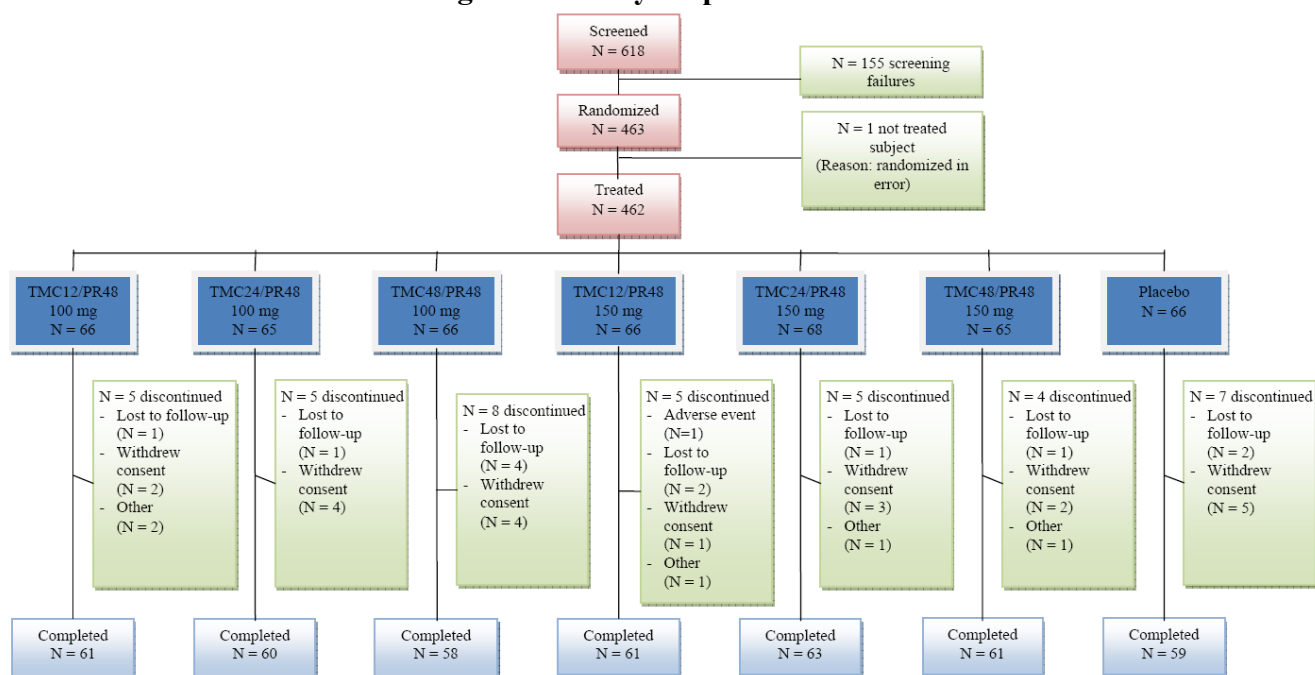 Screened
N = 618
N = 155 screening
failures
Randomized
N = 463
N = 1 not treated
subject
(Reason: randomized in
error)
Treated
N = 462
TMC12/PR48
100 mg
N = 66
TMC24/PR48
100 mg
N = 65
TMC48/PR48
100 mg
N = 66
TMC12/PR48
150 mg
N = 66
TMC24/PR48
150 mg
N = 68
TMC48/PR48
150 mg
N = 65
Placebo
N = 66
N = 5 discontinued
- Lost to follow-up
(N = 1)
- Withdrew
consent
(N = 2)
- Other
(N = 2)
N = 5 discontinued
- Lost to
follow-up
(N = 1)
- Withdrew
consent
(N = 4)
N = 8 discontinued
- Lost to
follow-up
(N = 4)
- Withdrew
consent
(N = 4)
N = 5 discontinued
- Adverse event
(N=1)
- Lost to
follow-up
(N = 2)
- Withdrew
consent
(N = 1)
- Other
(N = 1)
N = 5 discontinued
- Lost to
follow-up
(N = 1)
- Withdrew
consent
(N = 3)
- Other
(N = 1)
N = 4 discontinued
- Lost to
follow-up
(N = 1)
- Withdrew
consent
(N = 2)
- Other
(N = 1)
N = 7 discontinued
- Lost to
follow-up
(N = 2)
- Withdrew
consent
(N = 5)
Completed
N = 61
Completed
N = 60
Completed
N = 58
Completed
N = 61
Completed
N = 63
Completed
N = 61
Completed
N = 59